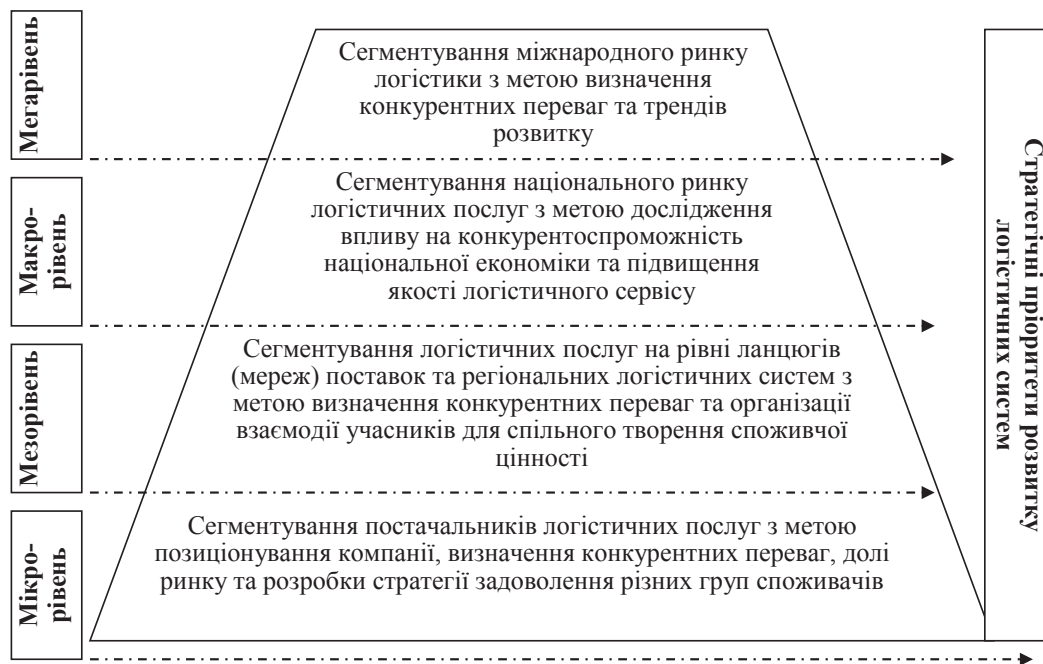 Мегарівень
Сегментування міжнародного ринку
логістики з метою визначення
конкурентних переваг та трендів
розвитку
Макро-
рівень
Сегментування національного ринку
логістичних послуг з метою дослідження
впливу на конкурентоспроможність
національної економіки та підвищення
якості логістичного сервісу
Мезорівень
Сегментування логістичних послуг на рівні ланцюгів
(мереж) поставок та регіональних логістичних систем з
метою визначення конкурентних переваг та організації
взаємодії учасників для спільного творення споживчої
цінності
Мікро-
рівень
Сегментування постачальників логістичних послуг з метою
позиціонування компанії, визначення конкурентних переваг, долі
ринку та розробки стратегії задоволення різних груп споживачів
Стратегічні пріоритети розвитку
логістичних систем